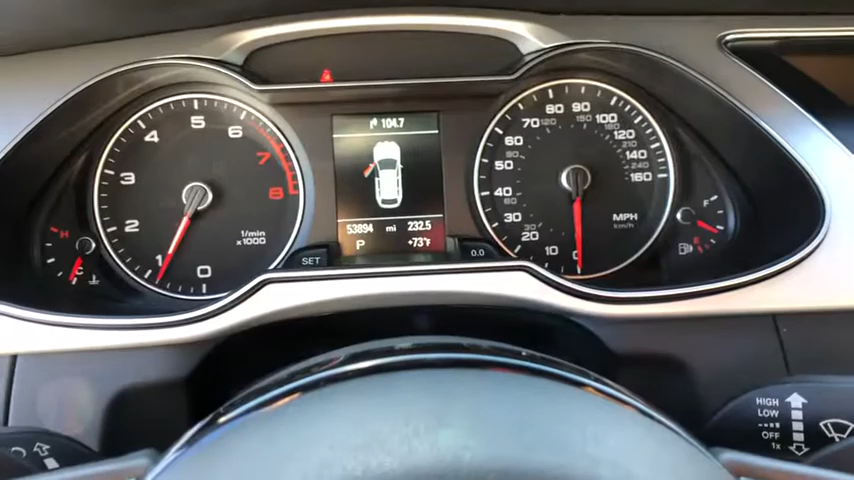 104.7
53894 mi 232.5
P +73°F
1 2 3 4 5 6 7 8 0
1/min
x1000
H
C
SET
0.0
10 20 30 40 50 60 70 80 90 100 120 140 160
MPH
km/h
F
HIGH
LOW
OFF
1x